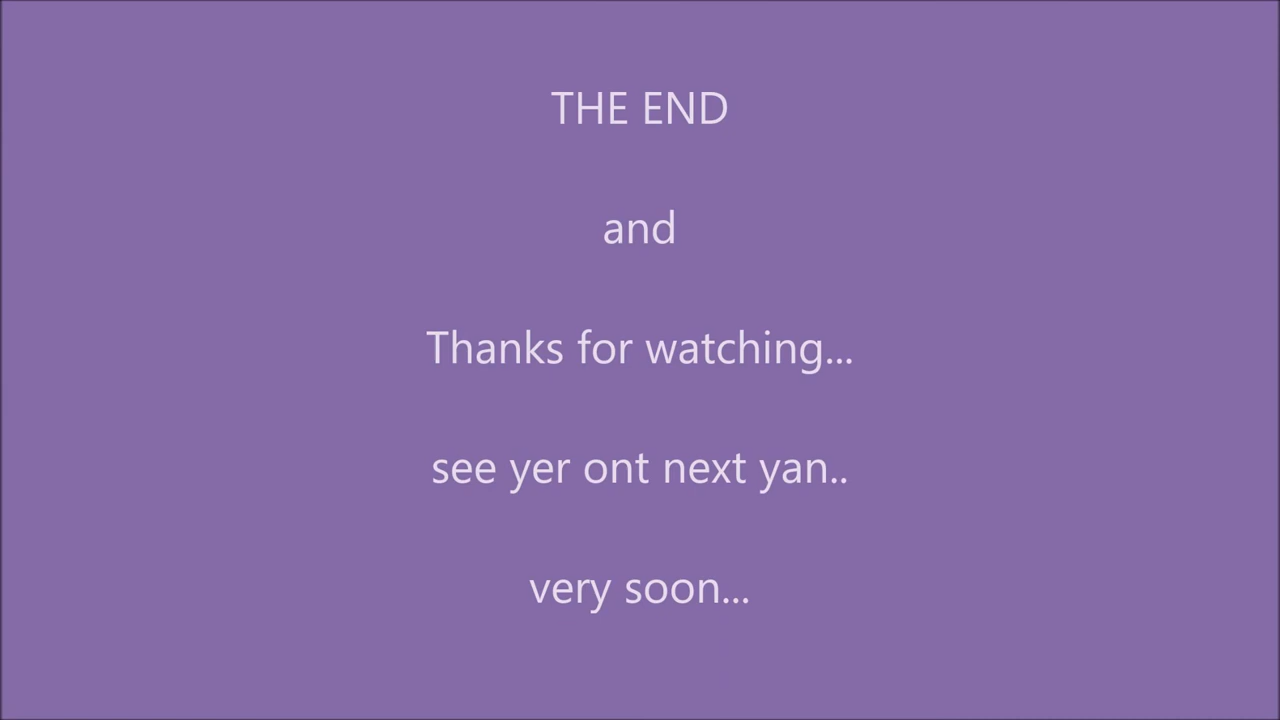 THE END
and
Thanks for watching...
see yer ont next yan..
very soon...